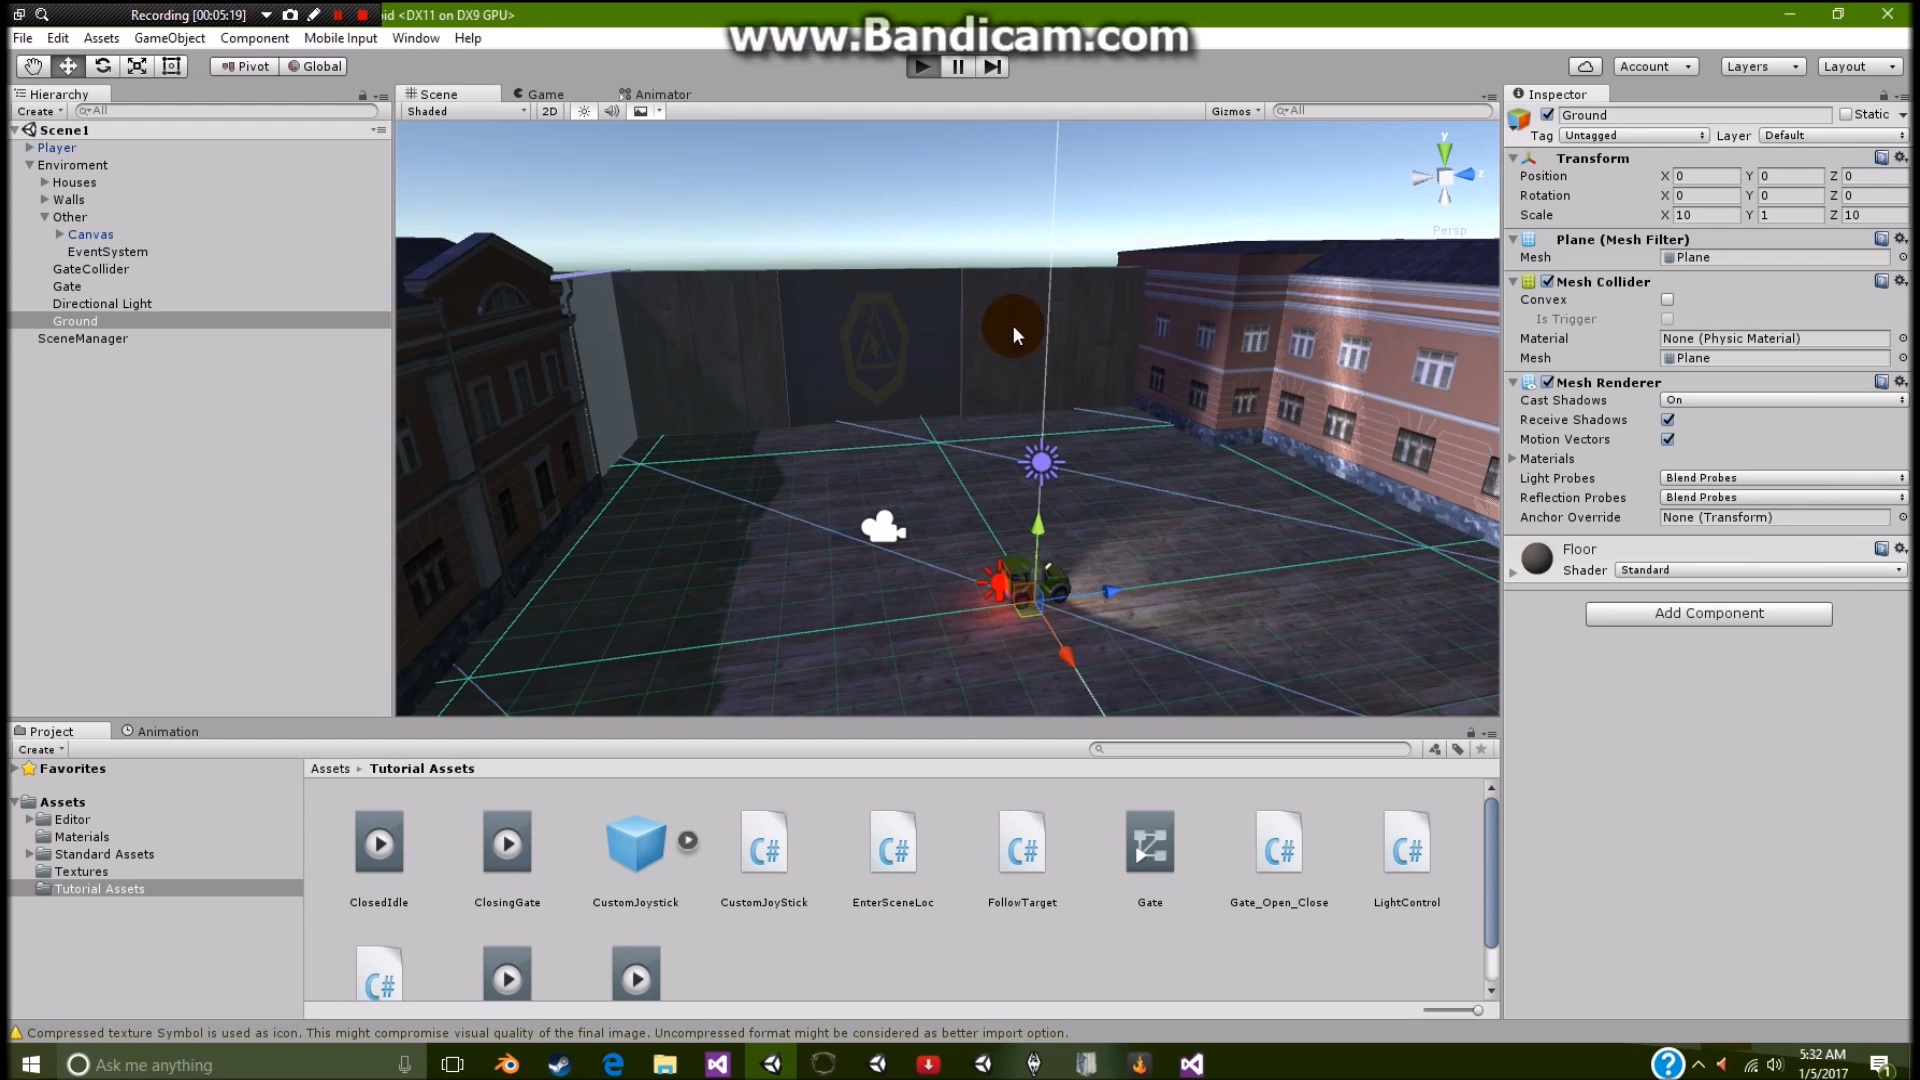 Recording [00:05:19]
oid <DX11 on DX9 GPU>
www.Bandicam.com
File Edit Assets GameObject Component Mobile Input Window Help
Pivot Global Account Layers Layout
Hierarchy
Create All
Scene1
Player
Enviroment
Houses
Walls
Other
Canvas
EventSystem
GateCollider
Gate
Directional Light
Ground
SceneManager
Scene Game Animator
Shaded 2D Gizmos All
y
z
Persp
Inspector
Ground Static
Tag Untagged Layer Default
Transform
Position X 0 Y 0 Z 0
Rotation X 0 Y 0 Z 0
Scale X 10 Y 1 Z 10
Plane (Mesh Filter)
Mesh Plane
Mesh Collider
Convex
Is Trigger
Material None (Physic Material)
Mesh Plane
Mesh Renderer
Cast Shadows On
Receive Shadows
Motion Vectors
Materials
Light Probes Blend Probes
Reflection Probes Blend Probes
Anchor Override None (Transform)
Floor
Shader Standard
Add Component
Project Animation
Create
Favorites
Assets
Editor
Materials
Standard Assets
Textures
Tutorial Assets
Assets Tutorial Assets
C# C# C# C# C#
ClosedIdle ClosingGate CustomJoystick CustomJoyStick EnterSceneLoc FollowTarget Gate Gate_Open_Close LightControl
C#
Compressed texture Symbol is used as icon. This might compromise visual quality of the final image. Uncompressed format might be considered as better import option.
Ask me anything
5:32 AM
1/5/2017
1